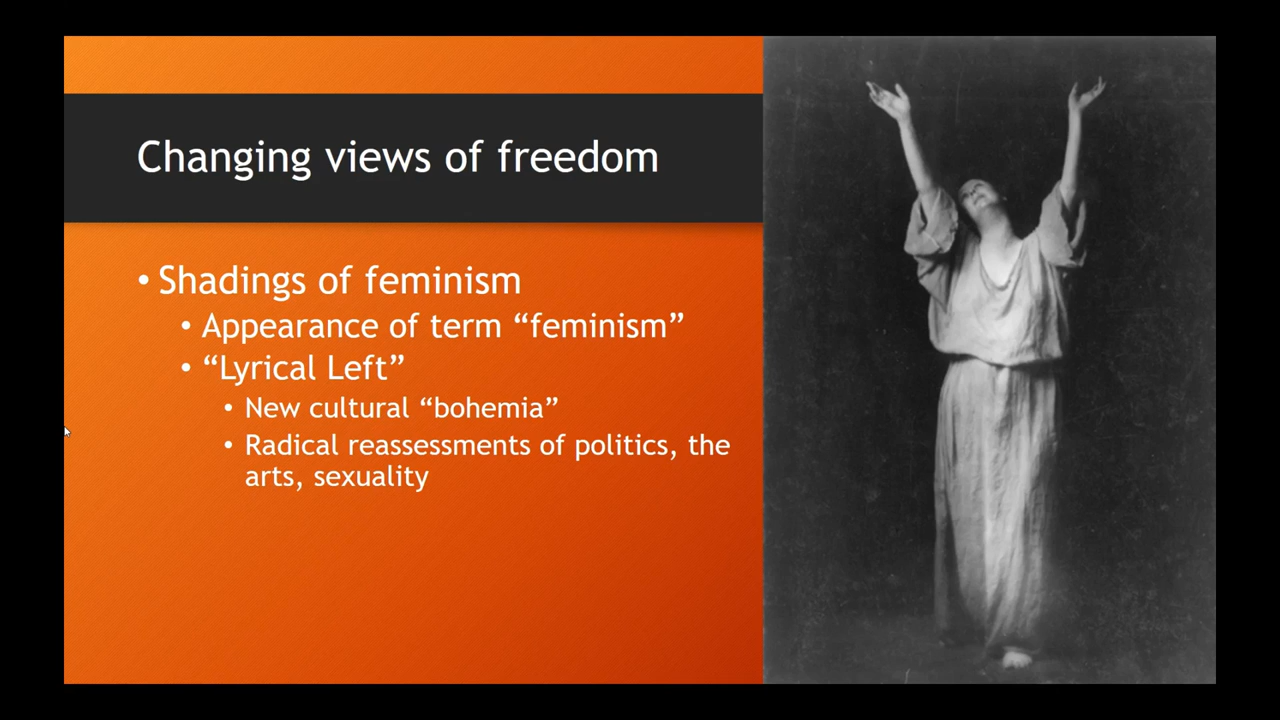 Changing views of freedom
• Shadings of feminism
• Appearance of term “feminism”
• “Lyrical Left”
• New cultural “bohemia”
• Radical reassessments of politics, the
arts, sexuality